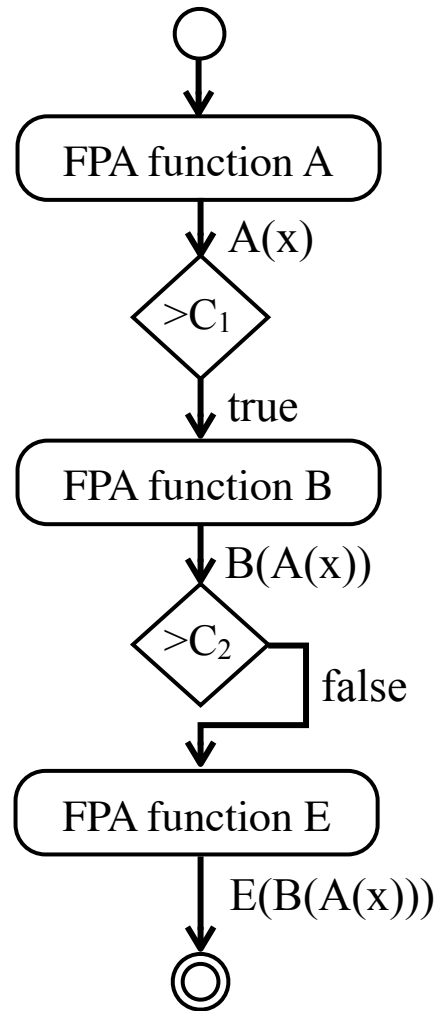 FPA function A
A(x)
>C₁
true
FPA function B
B(A(x))
>C₂
false
FPA function E
E(B(A(x)))